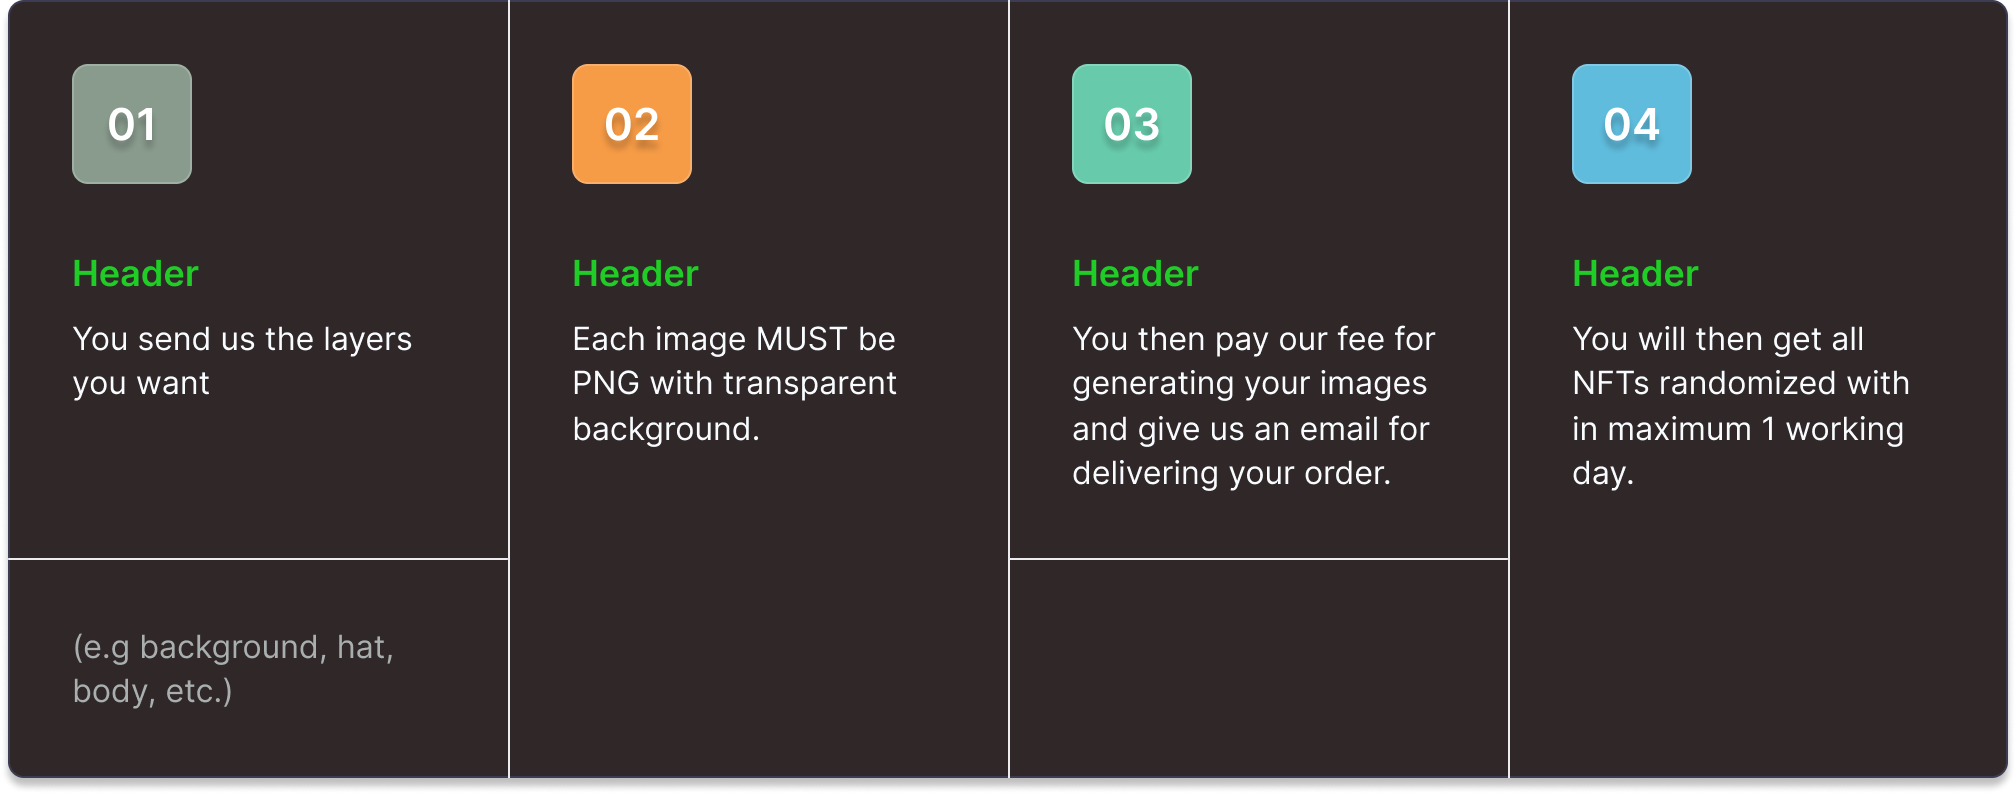 01
Header
You send us the layers
you want
(e.g background, hat,
body, etc.)
02
Header
Each image MUST be
PNG with transparent
background.
03
Header
You then pay our fee for
generating your images
and give us an email for
delivering your order.
04
Header
You will then get all
NFTs randomized with
in maximum 1 working
day.